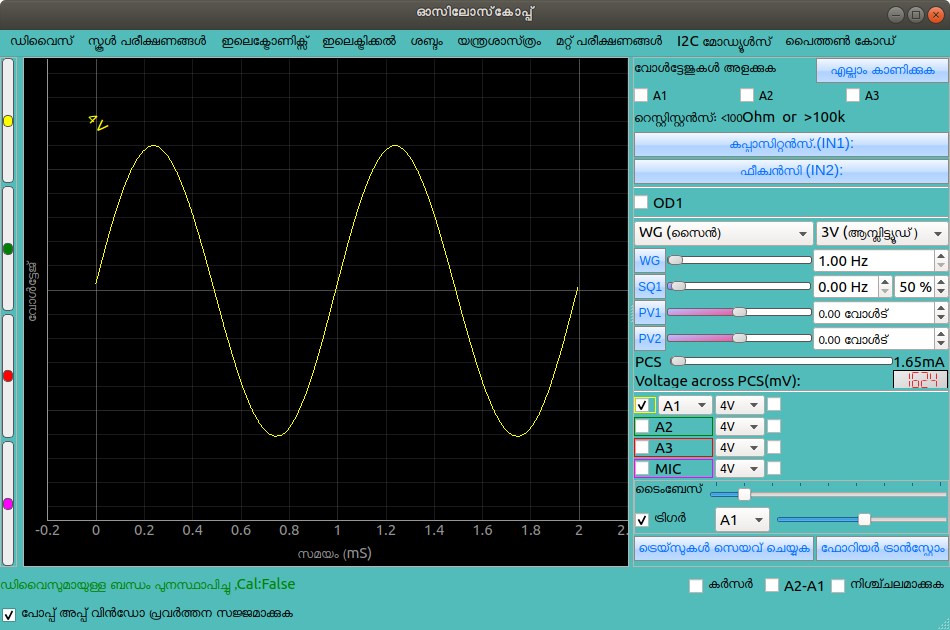 ഓസിലോസ്കോപ്പ്
ഡിവൈസ് സ്കൂൾ പരീക്ഷണങ്ങൾ ഇലക്ട്രോണിക്സ് ഇലക്ട്രിക്കൽ ശബ്ദം യന്ത്രശാസ്ത്രം മറ്റ് പരീക്ഷണങ്ങൾ I2C മോഡ്യൂൾസ് പൈത്തൺ കോഡ്
വോൾട്ടേജുകൾ അളക്കുക എല്ലാം കാണിക്കുക
A1 A2 A3
റെസ്റ്റിസ്റ്റൻസ്: <100Ohm or >100k
കപ്പാസിറ്റൻസ്.(IN1):
ഫ്രീക്വൻസി (IN2):
OD1
WG (സൈൻ) 3V (ആമ്പ്ലിട്യൂഡ് )
WG 1.00 Hz
SQ1 0.00 Hz 50 %
PV1 0.00 വോൾട്
PV2 0.00 വോൾട്
PCS 1.65mA
Voltage across PCS(mV): 1624
A1 4V
A2 4V
A3 4V
MIC 4V
ടൈംബേസ്
ട്രിഗർ A1
ട്രെയ്‌സുകൾ സെയവ് ചെയ്യുക ഫോറിയർ ട്രാൻസ്ഫോം
4V
വോൾട്ടേജ്
-0.2 0 0.2 0.4 0.6 0.8 1 1.2 1.4 1.6 1.8 2 2.
സമയം (mS)
ഡിവൈസുമായുള്ള ബന്ധം പുനസ്ഥാപിച്ചു .Cal:False
കർസർ A2-A1 നിശ്ചലമാക്കുക
പോപ്പ് അപ്പ് വിൻഡോ പ്രവർത്തന സജ്ജമാക്കുക